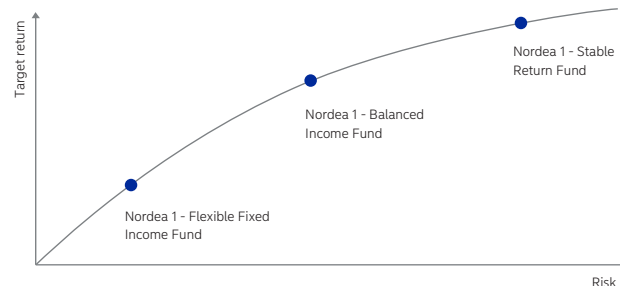 Target return
Nordea 1 - Stable
Return Fund
Nordea 1 - Balanced
Income Fund
Nordea 1 - Flexible Fixed
Income Fund
Risk